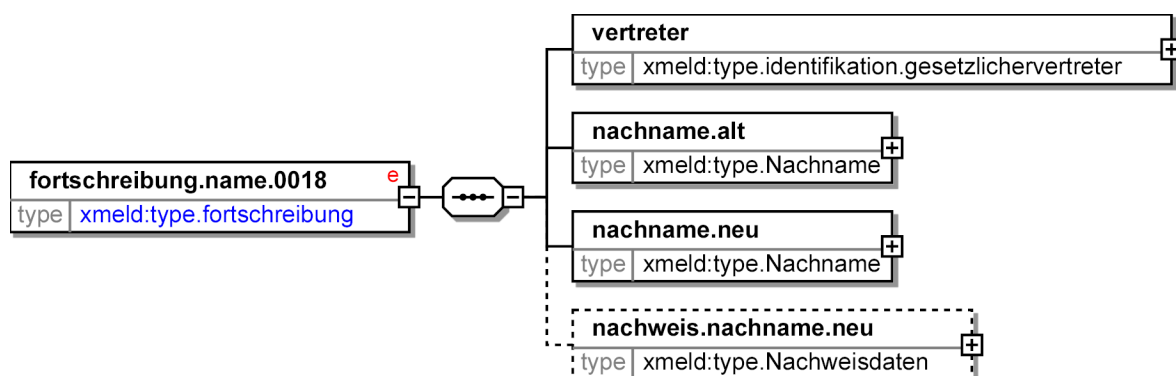 vertreter
type xmeld:type.identifikation.gesetzlichervertreter
nachname.alt
type xmeld:type.Nachname
fortschreibung.name.0018 e
type xmeld:type.fortschreibung
nachname.neu
type xmeld:type.Nachname
nachweis.nachname.neu
type xmeld:type.Nachweisdaten